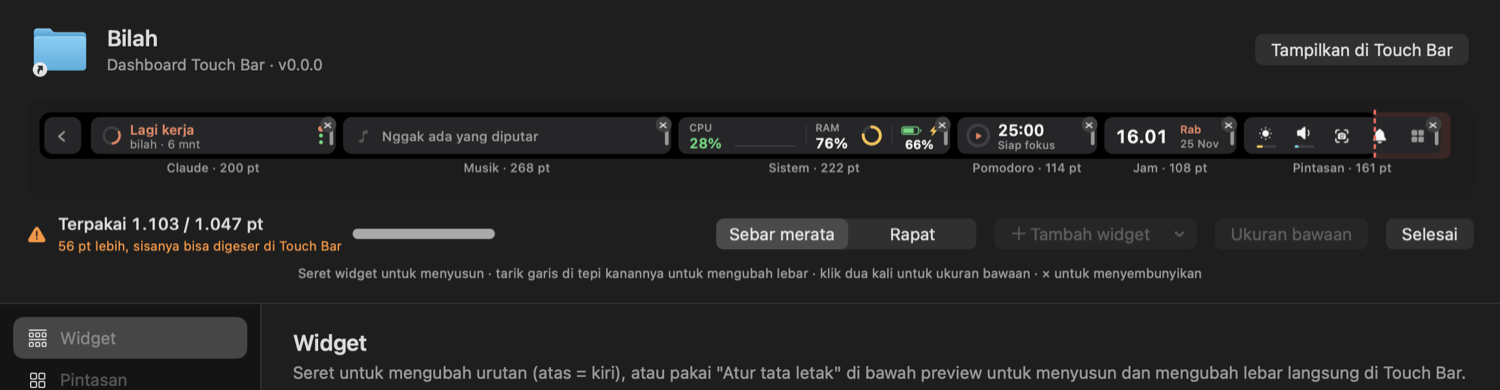 Bilah
Dashboard Touch Bar · v0.0.0
Tampilkan di Touch Bar
Lagi kerja
bilah · 6 mnt
Nggak ada yang diputar
CPU
28%
RAM
76%
66%
25:00
Siap fokus
16.01
Rab
25 Nov
Claude · 200 pt
Musik · 268 pt
Sistem · 222 pt
Pomodoro · 114 pt
Jam · 108 pt
Pintasan · 161 pt
Terpakai 1.103 / 1.047 pt
56 pt lebih, sisanya bisa digeser di Touch Bar
Sebar merata
Rapat
+ Tambah widget
Ukuran bawaan
Selesai
Seret widget untuk menyusun · tarik garis di tepi kanannya untuk mengubah lebar · klik dua kali untuk ukuran bawaan · × untuk menyembunyikan
Widget
Pintasan
Widget
Seret untuk mengubah urutan (atas = kiri), atau pakai "Atur tata letak" di bawah preview untuk menyusun dan mengubah lebar langsung di Touch Bar.